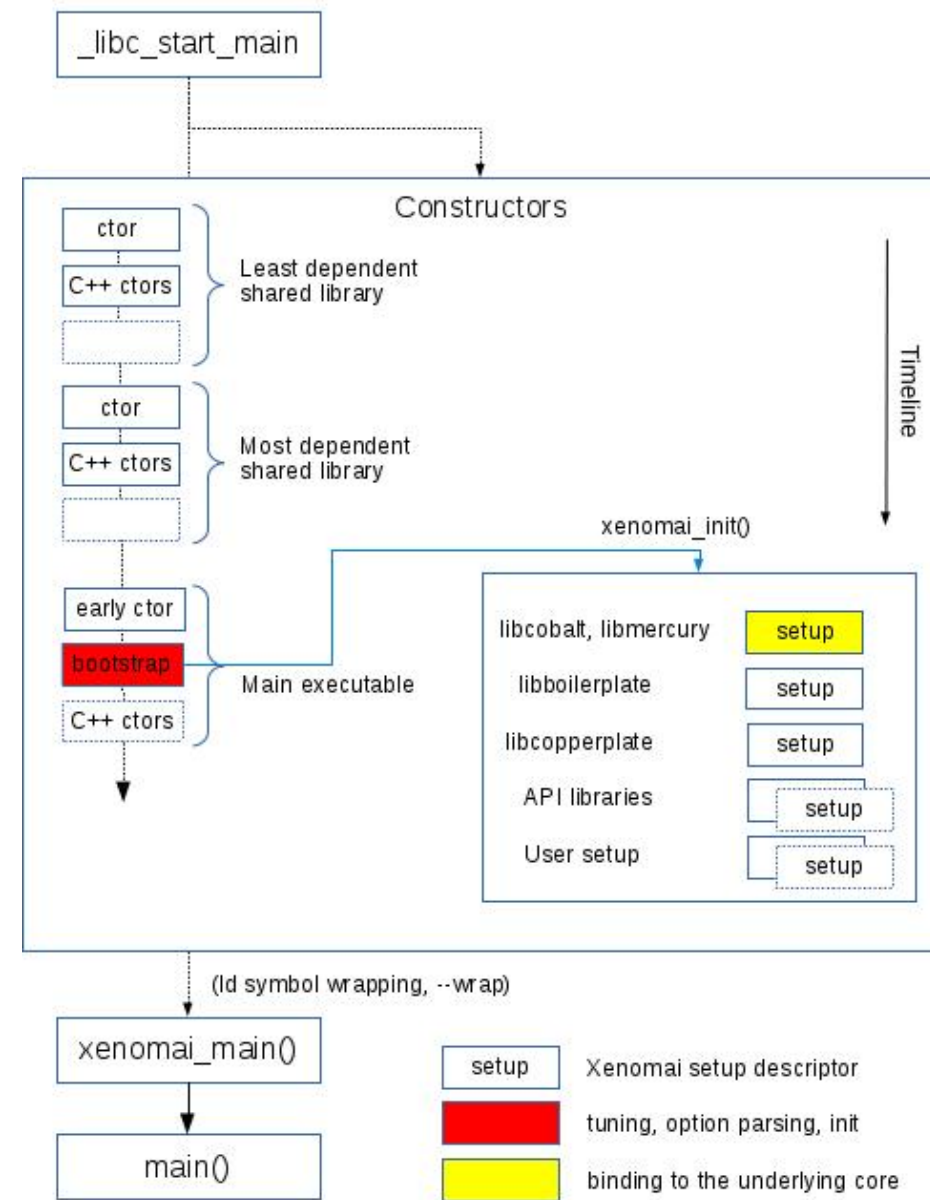 _libc_start_main
Constructors
ctor
C++ ctors
Least dependent
shared library
ctor
C++ ctors
Most dependent
shared library
Timeline
early ctor
bootstrap
C++ ctors
Main executable
xenomai_init()
libcobalt, libmercury
setup
libboilerplate
setup
libcopperplate
setup
API libraries
setup
User setup
setup
(ld symbol wrapping, --wrap)
xenomai_main()
main()
setup
Xenomai setup descriptor
tuning, option parsing, init
binding to the underlying core